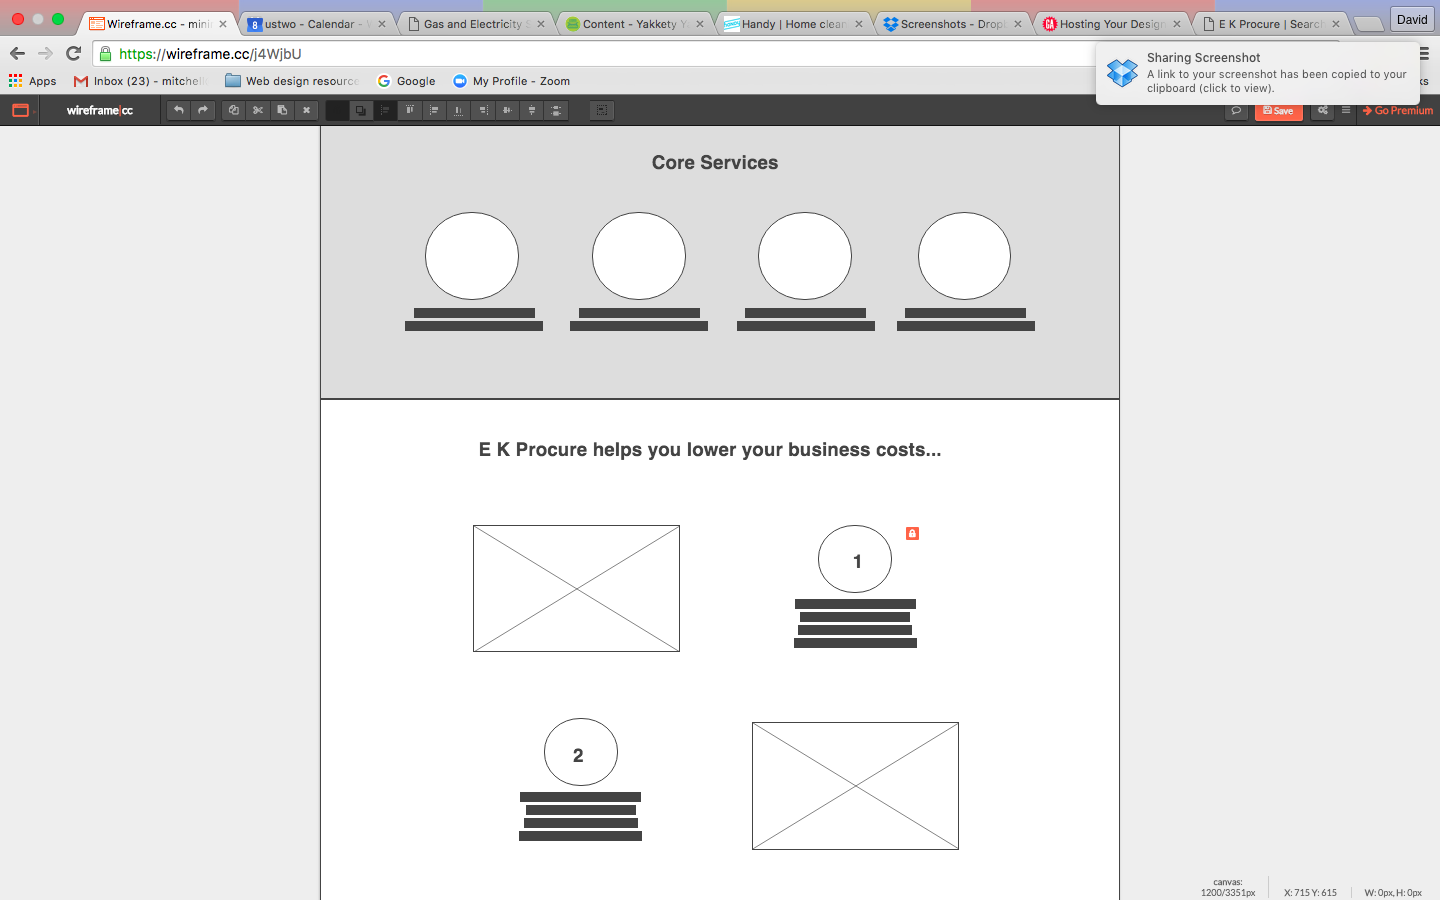 Wireframe.cc - mini
ustwo - Calendar - Y
Gas and Electricity S
Content - Yakkety Y
Handy | Home clean
Screenshots - Drop
Hosting Your Design
E K Procure | Search
David
https://wireframe.cc/j4WjbU
Sharing Screenshot
A link to your screenshot has been copied to your
clipboard (click to view).
Apps
Inbox (23) - mitchell
Web design resource
Google
My Profile - Zoom
wireframe|cc
Save
Go Premium
Core Services
E K Procure helps you lower your business costs...
1
2
canvas:
1200/3351px
X: 715 Y: 615
W: 0px, H: 0px